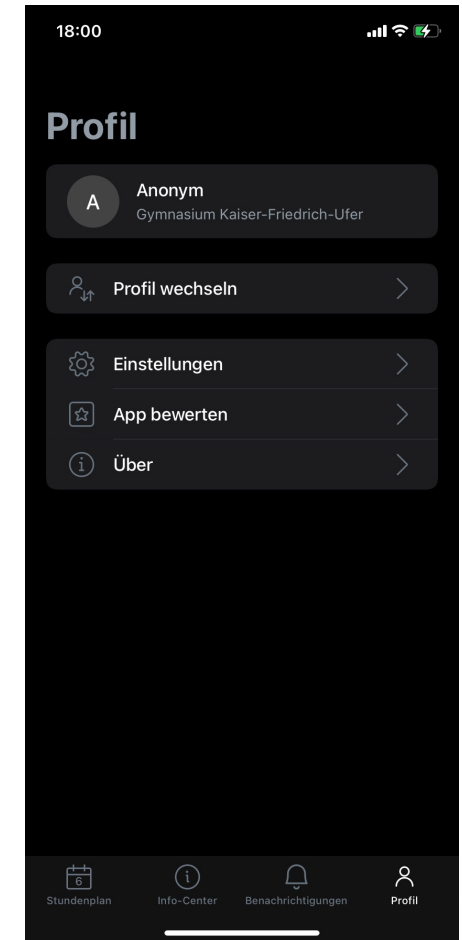 18:00
Profil
A
Anonym
Gymnasium Kaiser-Friedrich-Ufer
Profil wechseln
Einstellungen
App bewerten
Über
6
Stundenplan
Info-Center
Benachrichtigungen
Profil